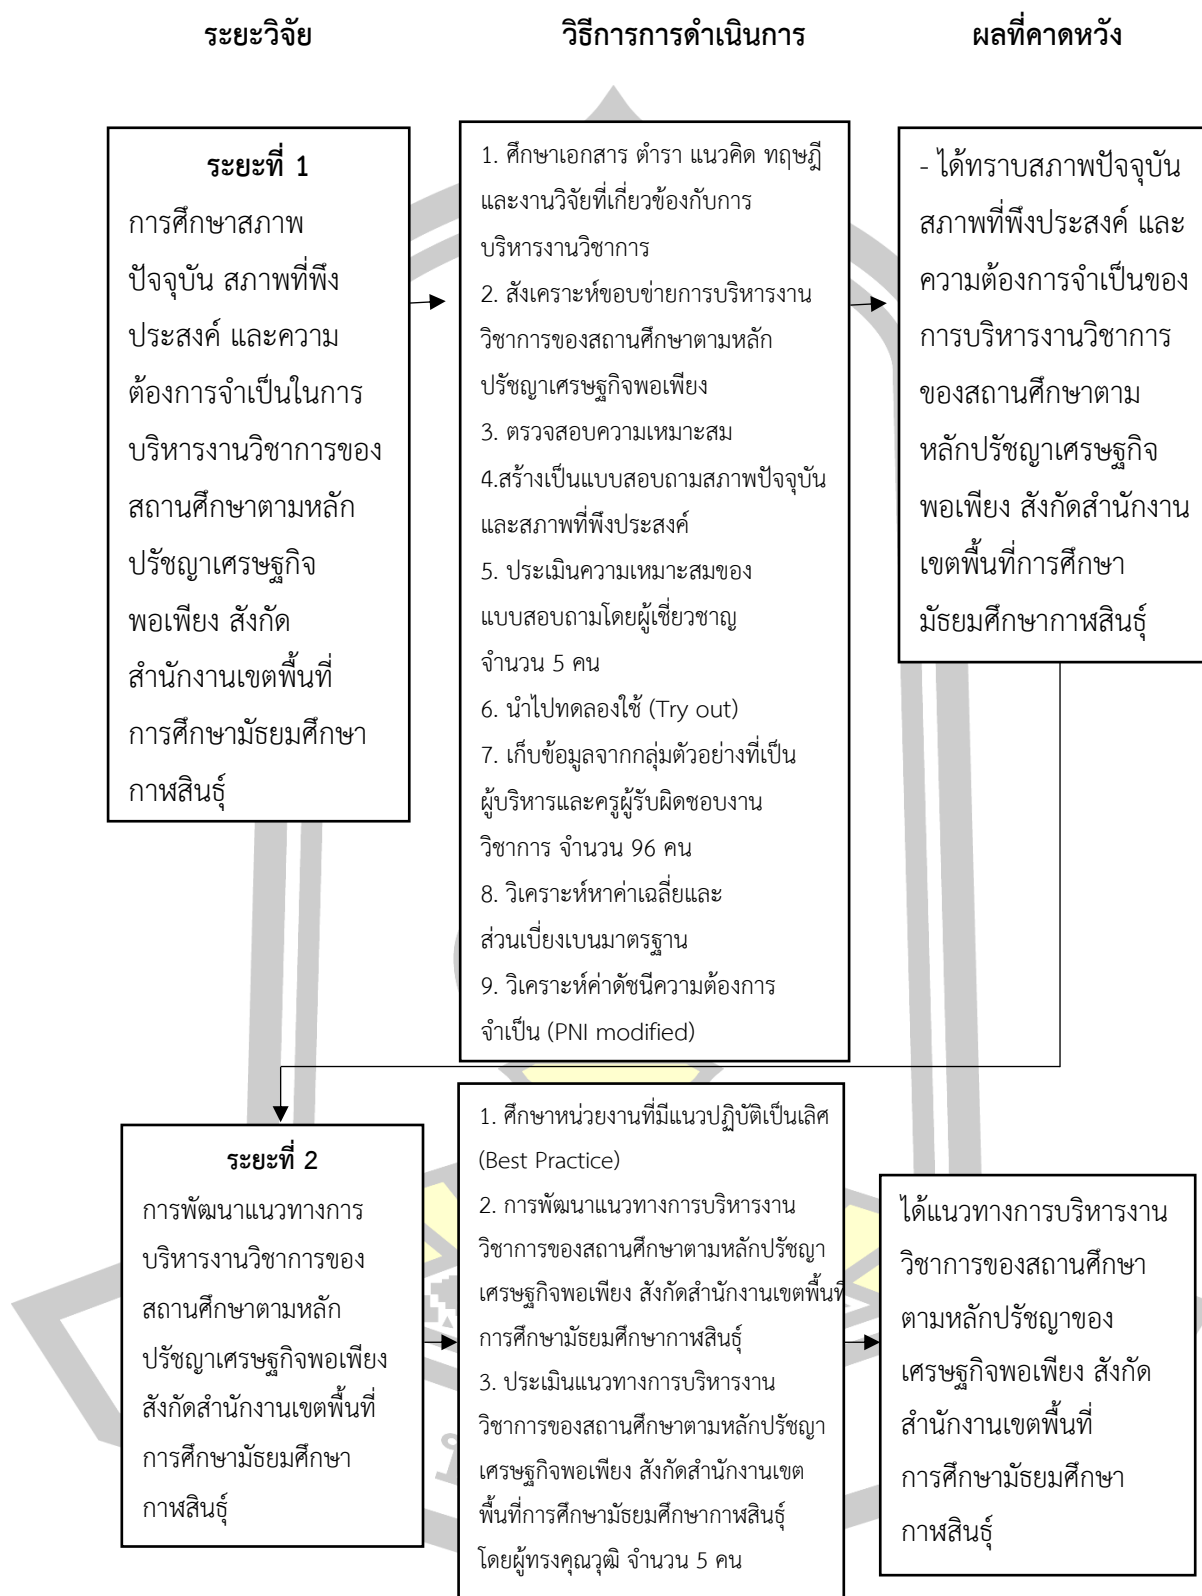 ระยะวิจัย
วิธีการการดำเนินการ
ผลที่คาดหวัง
ระยะที่ 1
การศึกษาสภาพ
ปัจจุบัน สภาพที่พึง
ประสงค์ และความ
ต้องการจำเป็นในการ
บริหารงานวิชาการของ
สถานศึกษาตามหลัก
ปรัชญาเศรษฐกิจ
พอเพียง สังกัด
สำนักงานเขตพื้นที่
การศึกษามัธยมศึกษา
กาฬสินธุ์
1. ศึกษาเอกสาร ตำรา แนวคิด ทฤษฎี
และงานวิจัยที่เกี่ยวข้องกับการ
บริหารงานวิชาการ
2. สังเคราะห์ขอบข่ายการบริหารงาน
วิชาการของสถานศึกษาตามหลัก
ปรัชญาเศรษฐกิจพอเพียง
3. ตรวจสอบความเหมาะสม
4.สร้างเป็นแบบสอบถามสภาพปัจจุบัน
และสภาพที่พึงประสงค์
5. ประเมินความเหมาะสมของ
แบบสอบถามโดยผู้เชี่ยวชาญ
จำนวน 5 คน
6. นำไปทดลองใช้ (Try out)
7. เก็บข้อมูลจากกลุ่มตัวอย่างที่เป็น
ผู้บริหารและครูผู้รับผิดชอบงาน
วิชาการ จำนวน 96 คน
8. วิเคราะห์หาค่าเฉลี่ยและ
ส่วนเบี่ยงเบนมาตรฐาน
9. วิเคราะห์ค่าดัชนีความต้องการ
จำเป็น (PNI modified)
- ได้ทราบสภาพปัจจุบัน
สภาพที่พึงประสงค์ และ
ความต้องการจำเป็นของ
การบริหารงานวิชาการ
ของสถานศึกษาตาม
หลักปรัชญาเศรษฐกิจ
พอเพียง สังกัดสำนักงาน
เขตพื้นที่การศึกษา
มัธยมศึกษากาฬสินธุ์
ระยะที่ 2
การพัฒนาแนวทางการ
บริหารงานวิชาการของ
สถานศึกษาตามหลัก
ปรัชญาเศรษฐกิจพอเพียง
สังกัดสำนักงานเขตพื้นที่
การศึกษามัธยมศึกษา
กาฬสินธุ์
1. ศึกษาหน่วยงานที่มีแนวปฏิบัติเป็นเลิศ
(Best Practice)
2. การพัฒนาแนวทางการบริหารงาน
วิชาการของสถานศึกษาตามหลักปรัชญา
เศรษฐกิจพอเพียง สังกัดสำนักงานเขตพื้นที่
การศึกษามัธยมศึกษากาฬสินธุ์
3. ประเมินแนวทางการบริหารงาน
วิชาการของสถานศึกษาตามหลักปรัชญา
เศรษฐกิจพอเพียง สังกัดสำนักงานเขต
พื้นที่การศึกษามัธยมศึกษากาฬสินธุ์
โดยผู้ทรงคุณวุฒิ จำนวน 5 คน
ได้แนวทางการบริหารงาน
วิชาการของสถานศึกษา
ตามหลักปรัชญาของ
เศรษฐกิจพอเพียง สังกัด
สำนักงานเขตพื้นที่
การศึกษามัธยมศึกษา
กาฬสินธุ์